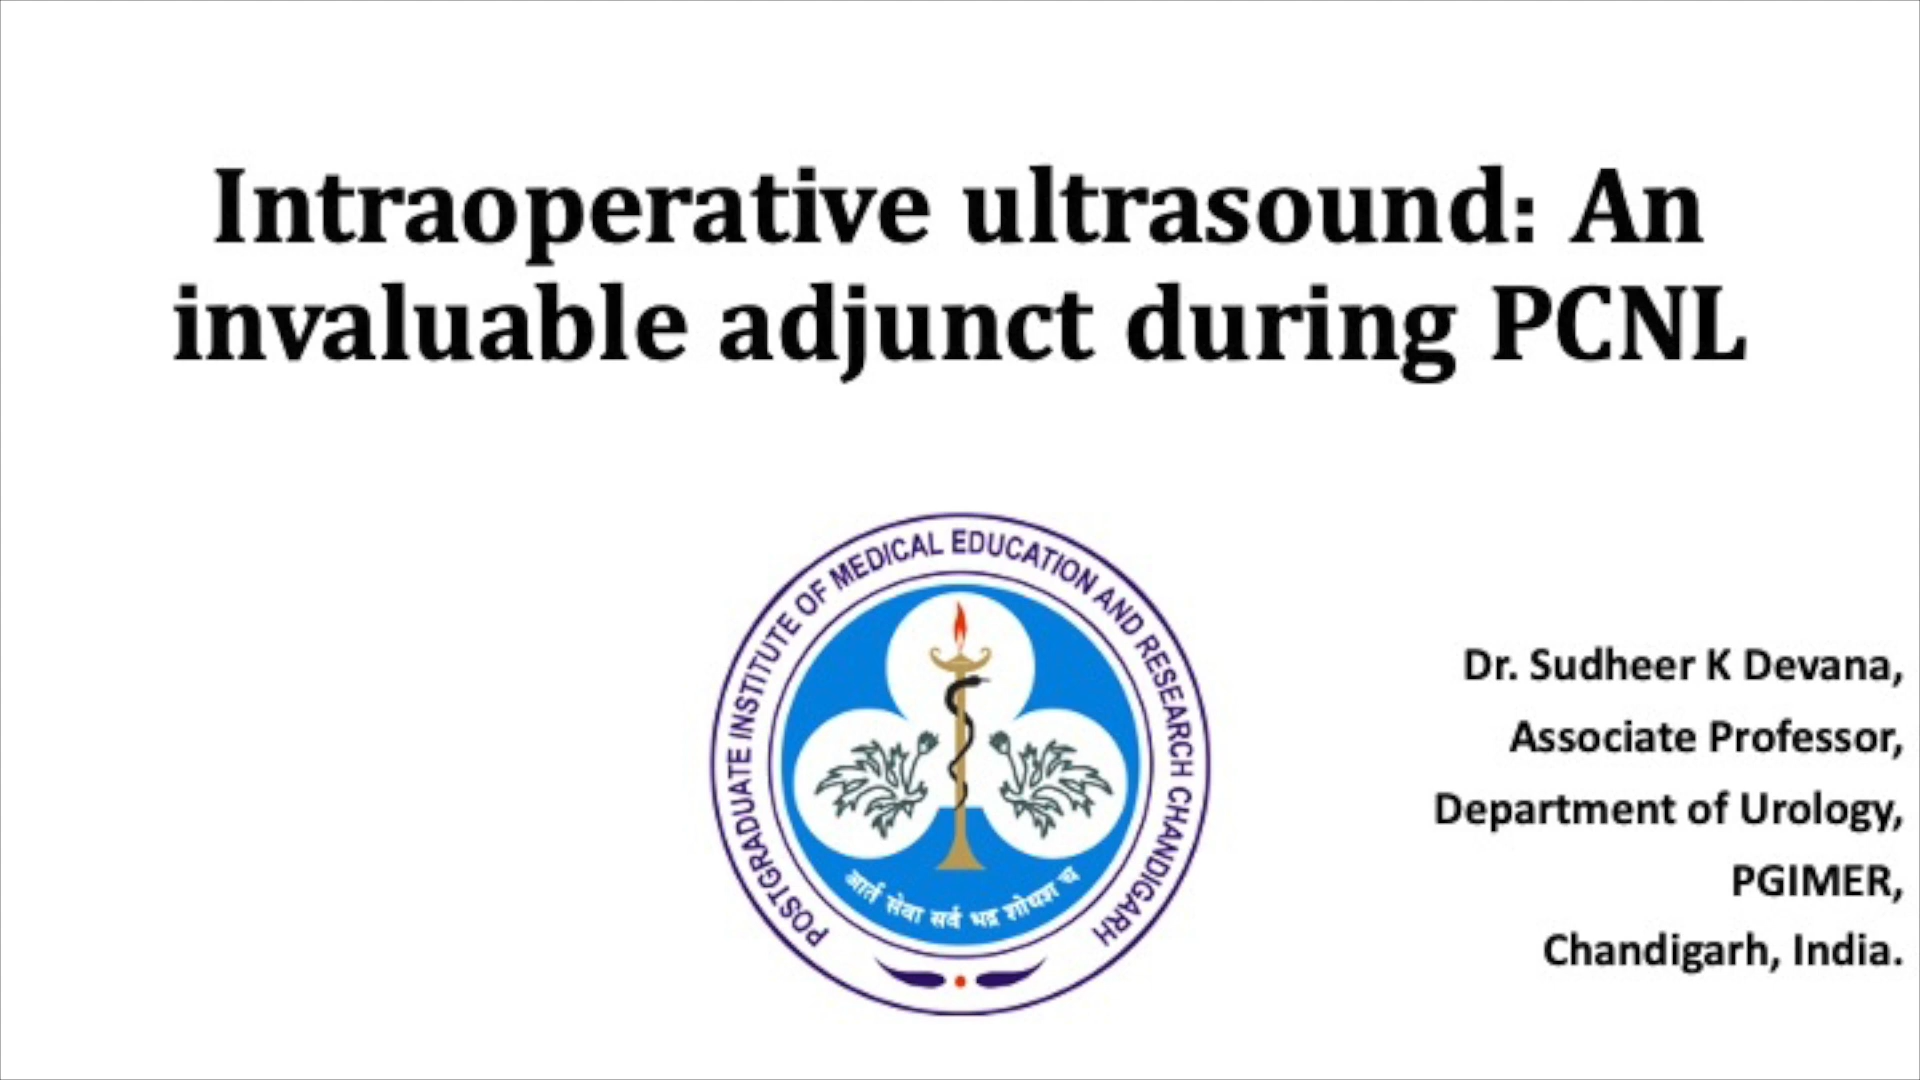 Intraoperative ultrasound: An
invaluable adjunct during PCNL
POSTGRADUATE INSTITUTE OF MEDICAL EDUCATION AND RESEARCH CHANDIGARH
आर्त सेवा सर्व भद्र शोधश च
Dr. Sudheer K Devana,
Associate Professor,
Department of Urology,
PGIMER,
Chandigarh, India.